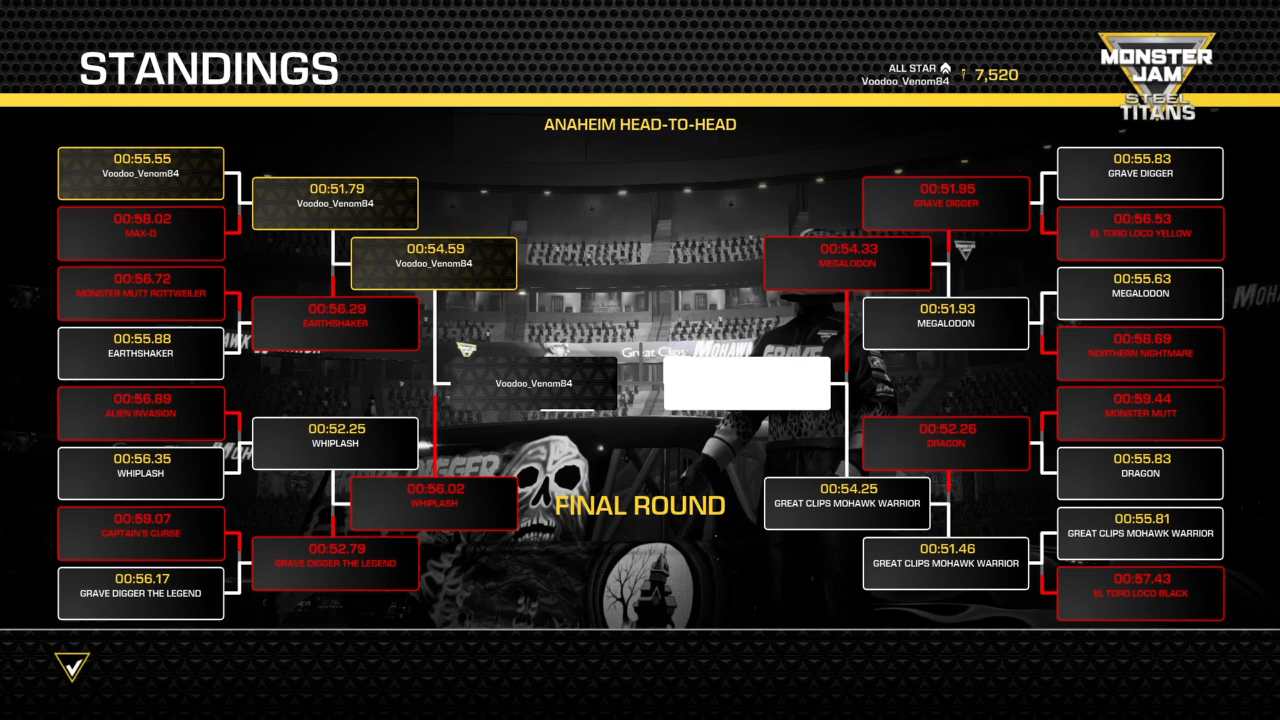 STANDINGS
ALL STAR
Voodoo_Venom84
7,520
MONSTER
JAM
STEEL
TITANS
ANAHEIM HEAD-TO-HEAD
00:55.55
Voodoo_Venom84
00:58.02
MAX-D
00:56.72
MONSTER MUTT ROTTWEILER
00:55.88
EARTHSHAKER
00:56.89
ALIEN INVASION
00:56.35
WHIPLASH
00:59.07
CAPTAIN'S CURSE
00:56.17
GRAVE DIGGER THE LEGEND
00:51.79
Voodoo_Venom84
00:56.29
EARTHSHAKER
00:52.25
WHIPLASH
00:52.79
GRAVE DIGGER THE LEGEND
00:54.59
Voodoo_Venom84
00:56.02
WHIPLASH
Great Clips MOHAWK
Voodoo_Venom84
GRAVE DIGGER
FINAL ROUND
00:54.33
MEGALODON
00:54.25
GREAT CLIPS MOHAWK WARRIOR
00:51.95
GRAVE DIGGER
00:51.93
MEGALODON
00:52.26
DRAGON
00:51.46
GREAT CLIPS MOHAWK WARRIOR
00:55.83
GRAVE DIGGER
00:56.53
EL TORO LOCO YELLOW
00:55.63
MEGALODON
00:58.69
NORTHERN NIGHTMARE
00:59.44
MONSTER MUTT
00:55.83
DRAGON
00:55.81
GREAT CLIPS MOHAWK WARRIOR
00:57.43
EL TORO LOCO BLACK